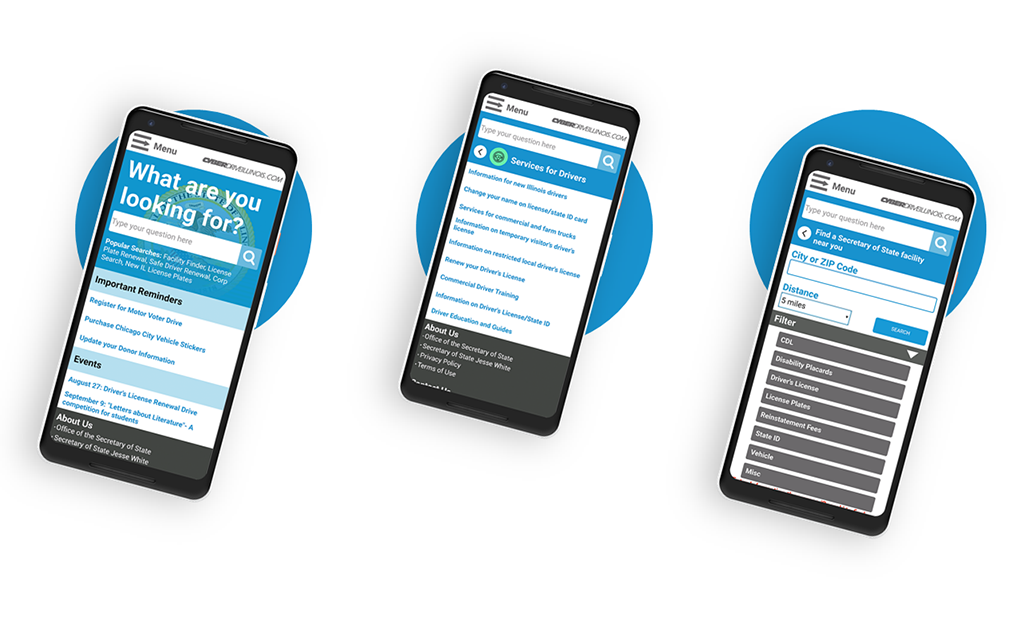 Menu
CYBERDRIVEILLINOIS.COM
What are you
looking for?
Type your question here
Popular Searches: Facility Finder, License
Plate Renewal, Safe Driver Renewal, Corp
Search, New IL License Plates
Important Reminders
Register for Motor Voter Drive
Purchase Chicago City Vehicle Stickers
Update your Donor Information
Events
August 27: Driver's License Renewal Drive
September 9: "Letters about Literature"- A
competition for students
About Us
- Office of the Secretary of State
- Secretary of State Jesse White
Menu
CYBERDRIVEILLINOIS.COM
Type your question here
Services for Drivers
Information for new Illinois drivers
Change your name on license/state ID card
Services for commercial and farm trucks
Information on temporary visitor's driver's
license
Information on restricted local driver's license
Renew your Driver's License
Commercial Driver Training
Information on Driver's License/State ID
Driver Education and Guides
About Us
- Office of the Secretary of State
- Secretary of State Jesse White
- Privacy Policy
- Terms of Use
Contact Us
Menu
CYBERDRIVEILLINOIS.COM
Type your question here
Find a Secretary of State facility
near you
City or ZIP Code
Distance
5 miles
SEARCH
Filter
CDL
Disability Placards
Driver's License
License Plates
Reinstatement Fees
State ID
Vehicle
Misc